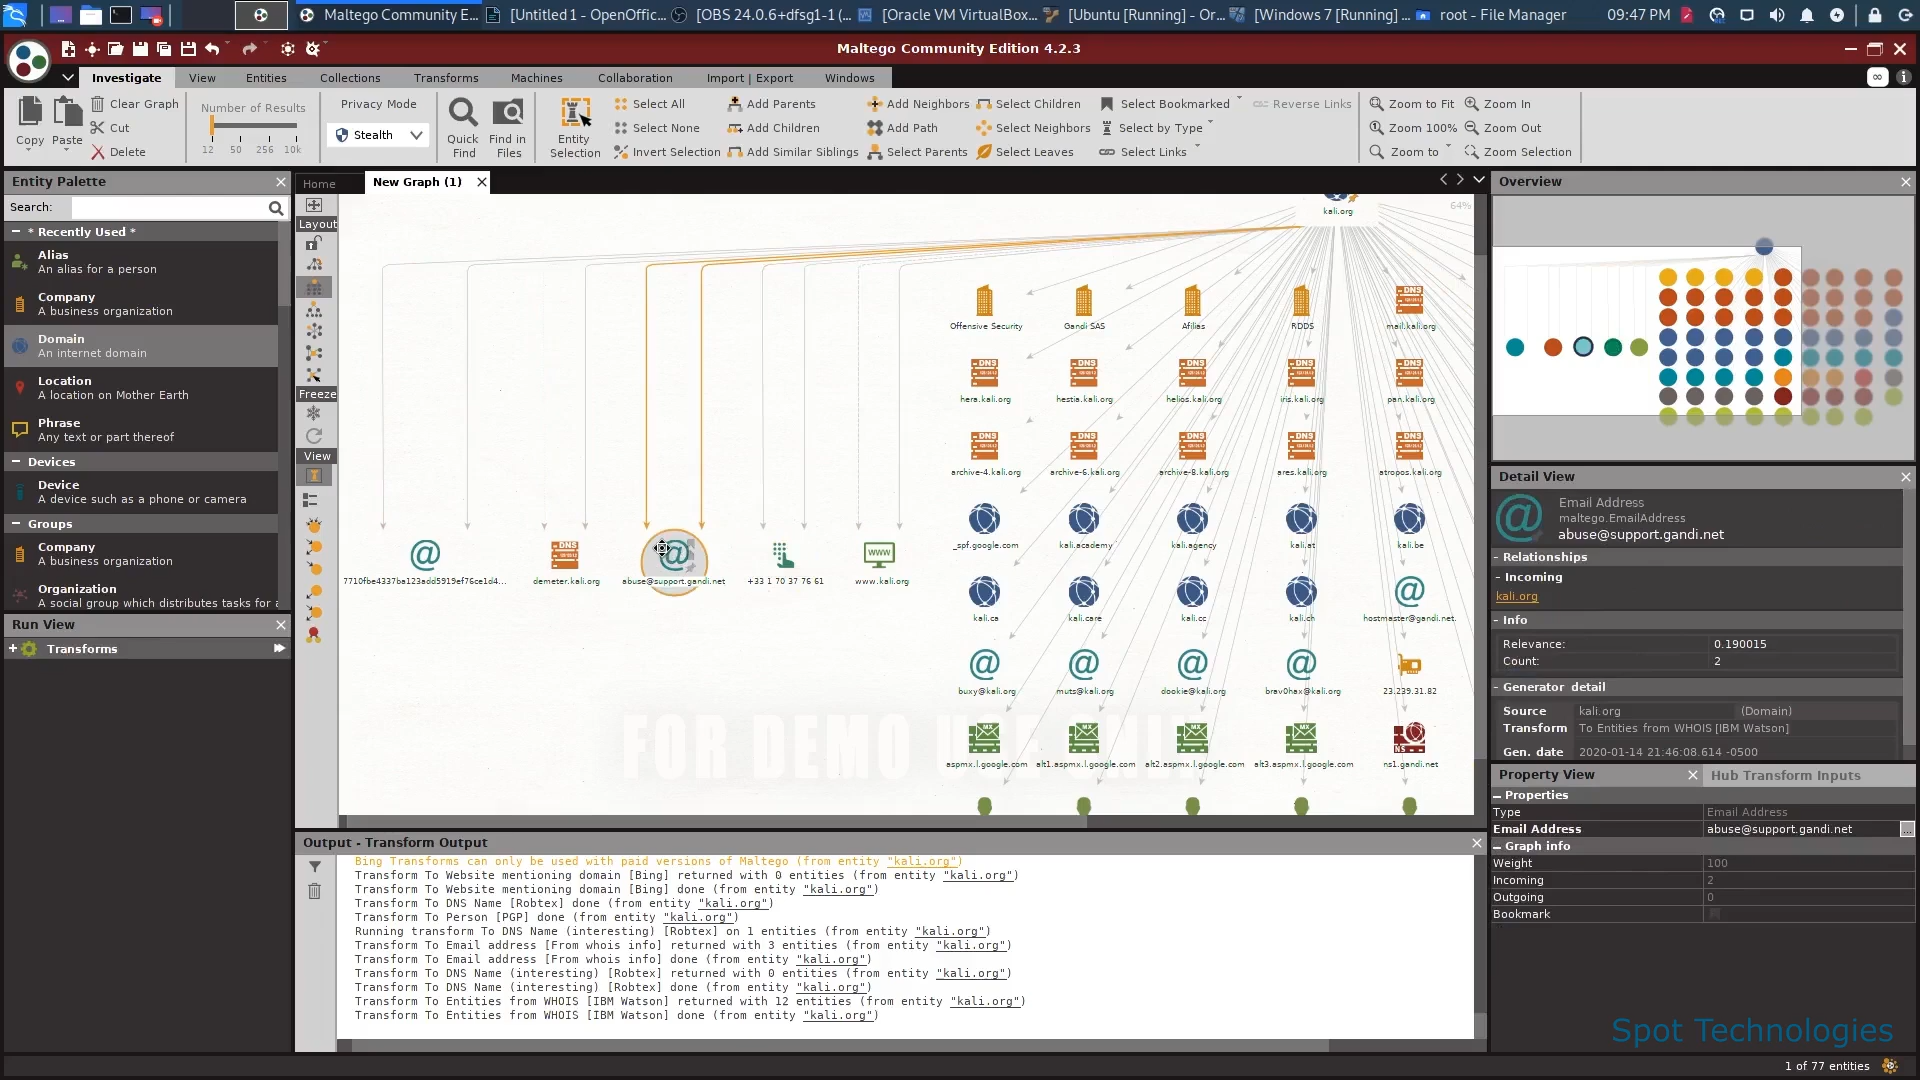 Maltego Community E...
[Untitled 1 - OpenOffic...
[OBS 24.0.6+dfsg1-1 (...
[Oracle VM VirtualBox...
[Ubuntu [Running] - Or...
[Windows 7 [Running] ...
root - File Manager
09:47 PM
Maltego Community Edition 4.2.3
Investigate
View
Entities
Collections
Transforms
Machines
Collaboration
Import | Export
Windows
Copy
Paste
Clear Graph
Cut
Delete
Number of Results
12 50 256 10k
Privacy Mode
Stealth
Quick Find
Find in Files
Entity Selection
Select All
Select None
Invert Selection
Add Parents
Add Children
Add Similar Siblings
Add Neighbors
Add Path
Select Parents
Select Children
Select Neighbors
Select Leaves
Select Bookmarked
Select by Type
Select Links
Reverse Links
Zoom to Fit
Zoom 100%
Zoom to
Zoom In
Zoom Out
Zoom Selection
Entity Palette
Search:
* Recently Used *
Alias
An alias for a person
Company
A business organization
Domain
An internet domain
Location
A location on Mother Earth
Phrase
Any text or part thereof
Devices
Device
A device such as a phone or camera
Groups
Company
A business organization
Organization
A social group which distributes tasks for a
Run View
Transforms
Home
New Graph (1)
Layout
Freeze
View
64%
kali.org
Offensive Security
Gandi SAS
Afilias
RDDS
mail.kali.org
hera.kali.org
hestia.kali.org
helios.kali.org
iris.kali.org
pan.kali.org
archive-4.kali.org
archive-6.kali.org
archive-8.kali.org
ares.kali.org
atropos.kali.org
_spf.google.com
kali.academy
kali.agency
kali.at
kali.be
7710fbe4337ba123add5919ef76ce1d4...
demeter.kali.org
abuse@support.gandi.net
+33 1 70 37 76 61
www.kali.org
kali.ca
kali.care
kali.cc
kali.ch
hostmaster@gandi.net.
buxy@kali.org
muts@kali.org
dookie@kali.org
brav0hax@kali.org
23.239.31.82
aspmx.l.google.com
alt1.aspmx.l.google.com
alt2.aspmx.l.google.com
alt3.aspmx.l.google.com
ns1.gandi.net
FOR DEMO USE ONLY
Output - Transform Output
Bing Transforms can only be used with paid versions of Maltego (from entity "kali.org")
Transform To Website mentioning domain [Bing] returned with 0 entities (from entity "kali.org")
Transform To Website mentioning domain [Bing] done (from entity "kali.org")
Transform To DNS Name [Robtex] done (from entity "kali.org")
Transform To Person [PGP] done (from entity "kali.org")
Running transform To DNS Name (interesting) [Robtex] on 1 entities (from entity "kali.org")
Transform To Email address [From whois info] returned with 3 entities (from entity "kali.org")
Transform To Email address [From whois info] done (from entity "kali.org")
Transform To DNS Name (interesting) [Robtex] returned with 0 entities (from entity "kali.org")
Transform To DNS Name (interesting) [Robtex] done (from entity "kali.org")
Transform To Entities from WHOIS [IBM Watson] returned with 12 entities (from entity "kali.org")
Transform To Entities from WHOIS [IBM Watson] done (from entity "kali.org")
Overview
Detail View
Email Address
maltego.EmailAddress
abuse@support.gandi.net
- Relationships
- Incoming
kali.org
- Info
Relevance: 0.190015
Count: 2
- Generator detail
Source kali.org (Domain)
Transform To Entities from WHOIS [IBM Watson]
Gen. date 2020-01-14 21:46:08.614 -0500
Property View
Hub Transform Inputs
Properties
Type Email Address
Email Address abuse@support.gandi.net
Graph info
Weight 100
Incoming 2
Outgoing 0
Bookmark
Spot Technologies
1 of 77 entities